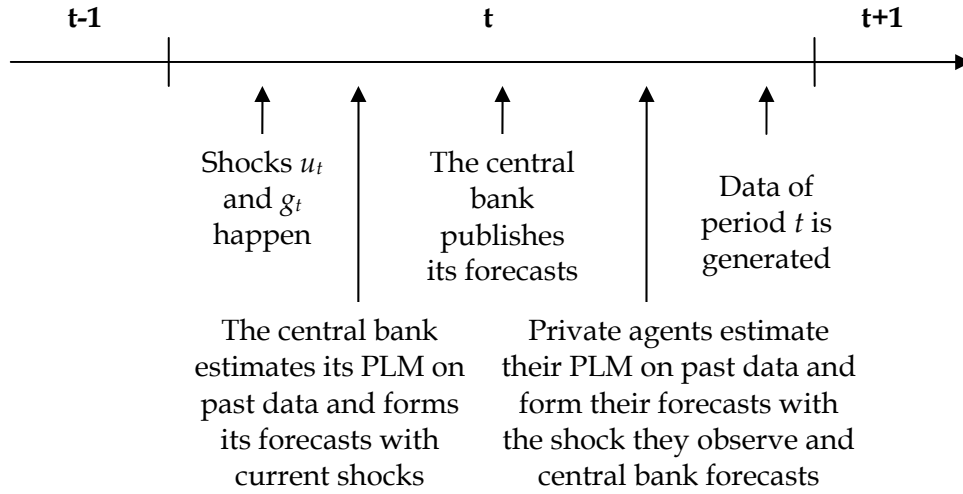 t-1
t
t+1
Shocks u_t
and g_t
happen
The central
bank
publishes
its forecasts
Data of
period t is
generated
The central bank
estimates its PLM on
past data and forms
its forecasts with
current shocks
Private agents estimate
their PLM on past data and
form their forecasts with
the shock they observe and
central bank forecasts